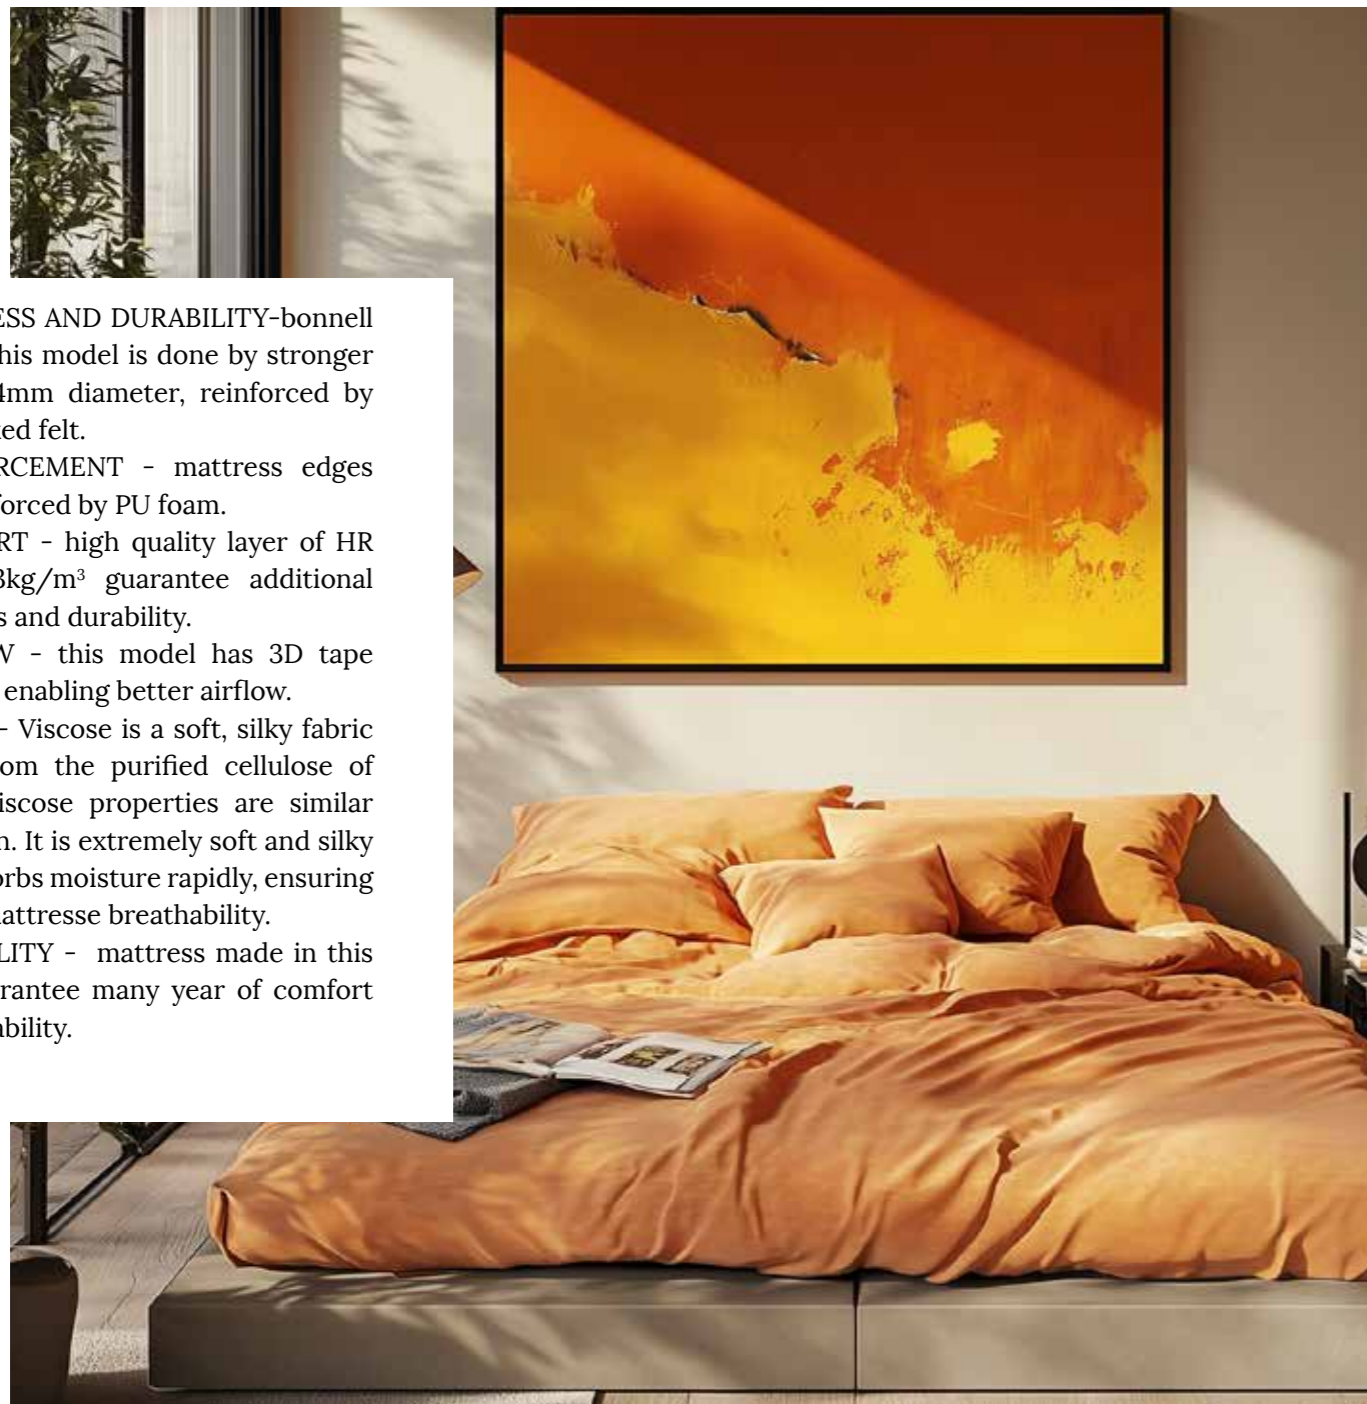 ESS AND DURABILITY-bonnell
his model is done by stronger
4mm diameter, reinforced by
ed felt.
RCEMENT - mattress edges
forced by PU foam.
RT - high quality layer of HR
3kg/m³ guarantee additional
s and durability.
W - this model has 3D tape
enabling better airflow.
- Viscose is a soft, silky fabric
om the purified cellulose of
iscose properties are similar
n. It is extremely soft and silky
orbs moisture rapidly, ensuring
attresse breathability.
LITY - mattress made in this
rantee many year of comfort
ability.